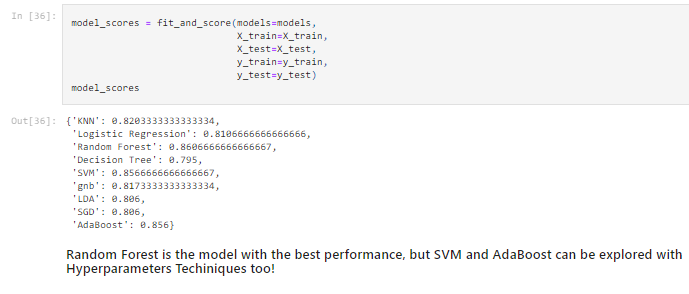 In [36]:
model_scores = fit_and_score(models=models,
X_train=X_train,
X_test=X_test,
y_train=y_train,
y_test=y_test)
model_scores
Out[36]: {'KNN': 0.8203333333333334,
'Logistic Regression': 0.8106666666666666,
'Random Forest': 0.8606666666666667,
'Decision Tree': 0.795,
'SVM': 0.8566666666666667,
'gnb': 0.8173333333333334,
'LDA': 0.806,
'SGD': 0.806,
'AdaBoost': 0.856}
Random Forest is the model with the best performance, but SVM and AdaBoost can be explored with
Hyperparameters Techiniques too!